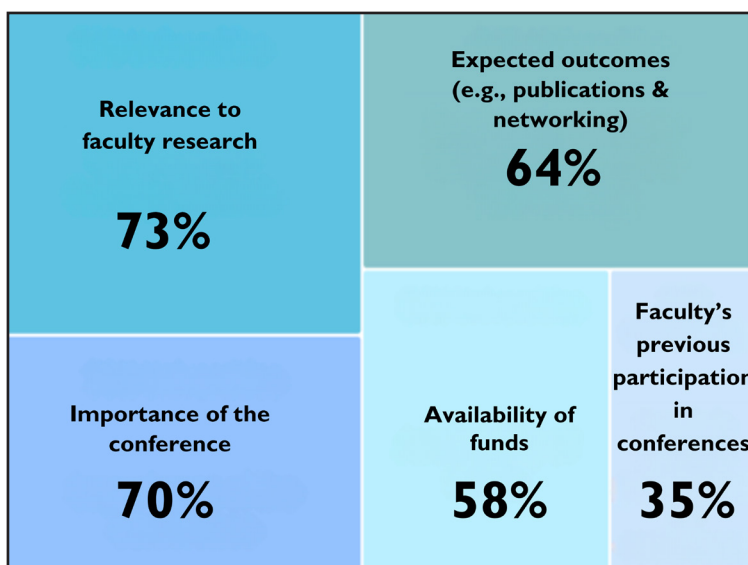 Relevance to
faculty research
73%
Expected outcomes
(e.g., publications &
networking)
64%
Importance of the
conference
70%
Availability of
funds
58%
Faculty's
previous
participation
in
conferences
35%